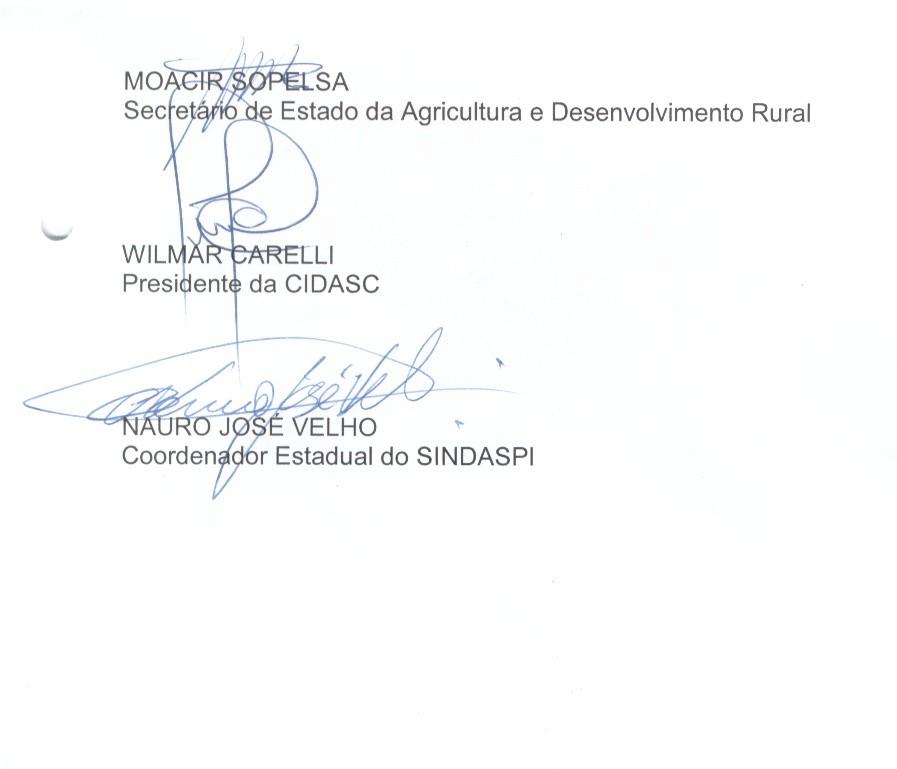 MOACIR SOPELSA
Secretário de Estado da Agricultura e Desenvolvimento Rural
WILMAR CARELLI
Presidente da CIDASC
NAURO JOSÉ VELHO
Coordenador Estadual do SINDASPI